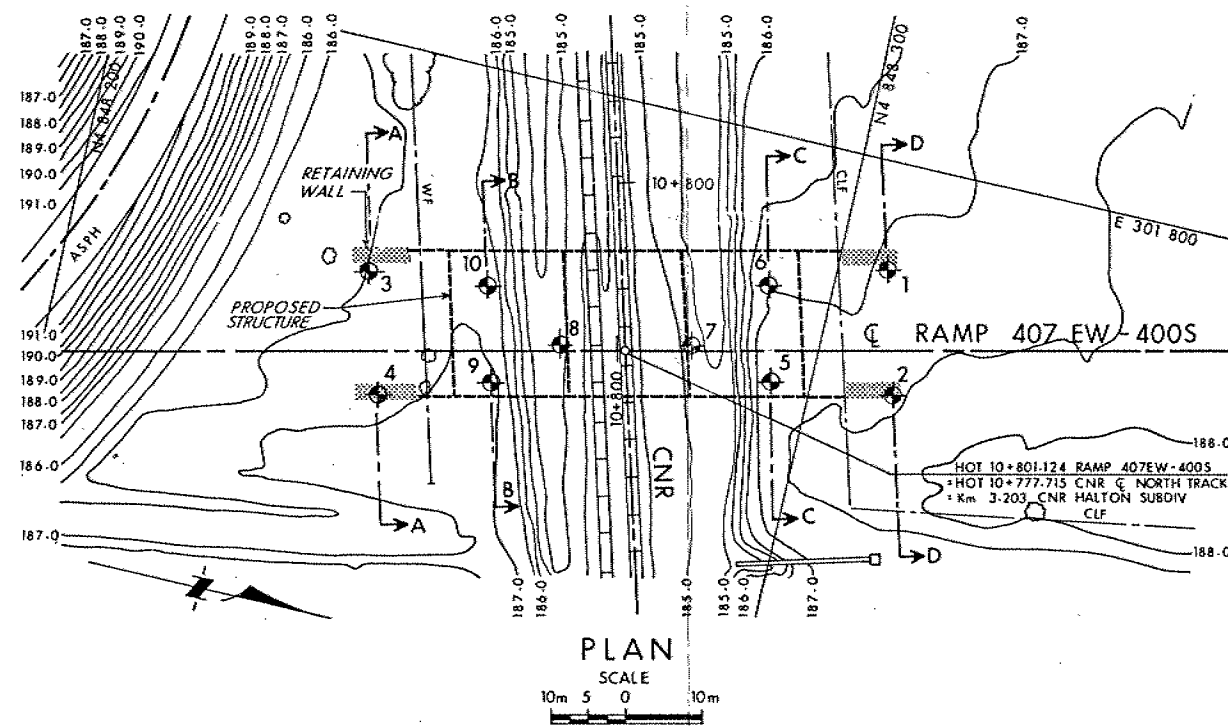 187.0
188.0
189.0
190.0
N4 848 200
189.0
188.0
187.0
186.0
186.0
186.0
185.0
185.0
185.0
185.0
186.0
N4 848 300
187.0
187.0
188.0
189.0
190.0
191.0
ASPH
RETAINING
WALL
A
WF
B
10+800
C
CLF
D
E 301 800
3
10
6
1
PROPOSED
STRUCTURE
8
7
℄ RAMP 407 EW-400S
191.0
190.0
189.0
188.0
187.0
186.0
4
9
10+800
5
2
CNR
188.0
HOT 10+801.124 RAMP 407EW-400S
=HOT 10+777.715 CNR ℄ NORTH TRACK
= Km 3.203 CNR HALTON SUBDIV
CLF
A
B
C
D
187.0
188.0
187.0
186.0
185.0
185.0
186.0
187.0
PLAN
SCALE
10m 5 0 10m